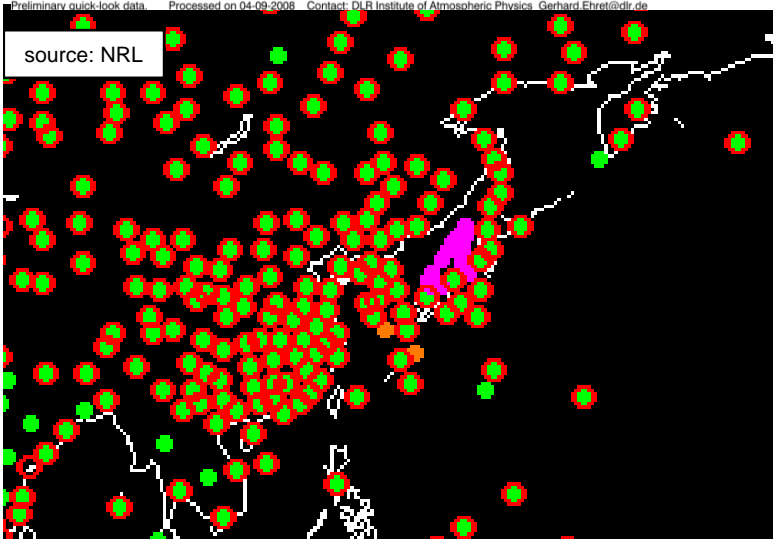 Preliminary quick-look data. Processed on 04-09-2008 Contact: DLR Institute of Atmospheric Physics Gerhard.Ehret@dlr.de
source: NRL